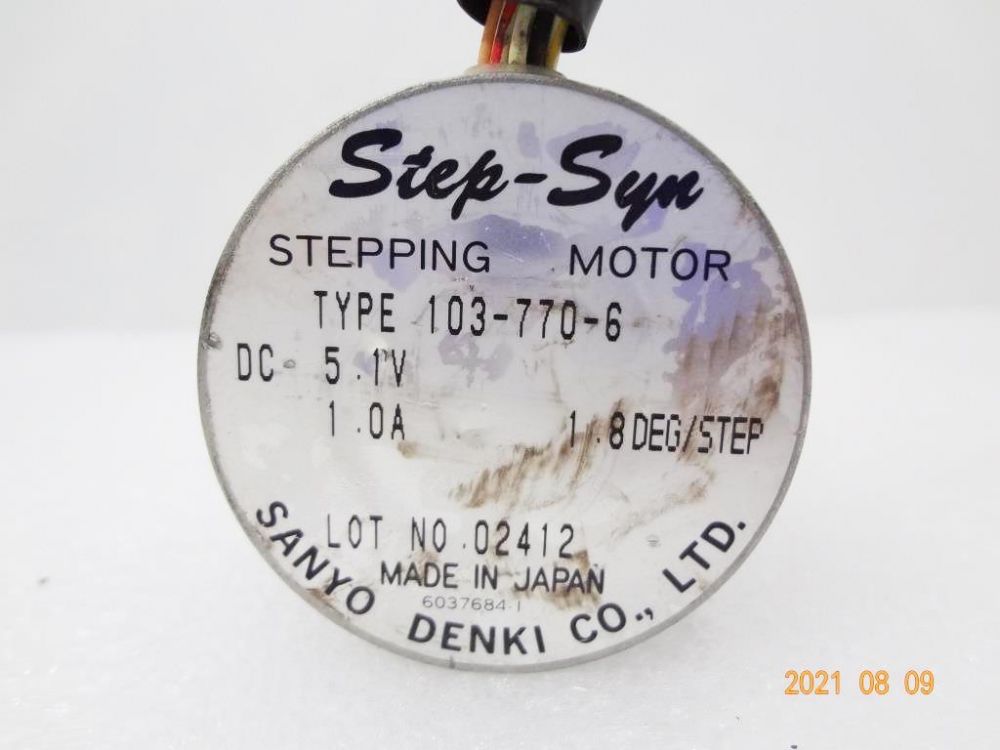 Step-Syn
STEPPING MOTOR
TYPE 103-770-6
DC 5.1V
1.0A 1.8DEG/STEP
LOT NO.02412
MADE IN JAPAN
6037684-1
SANYO DENKI CO., LTD.
2021 08 09